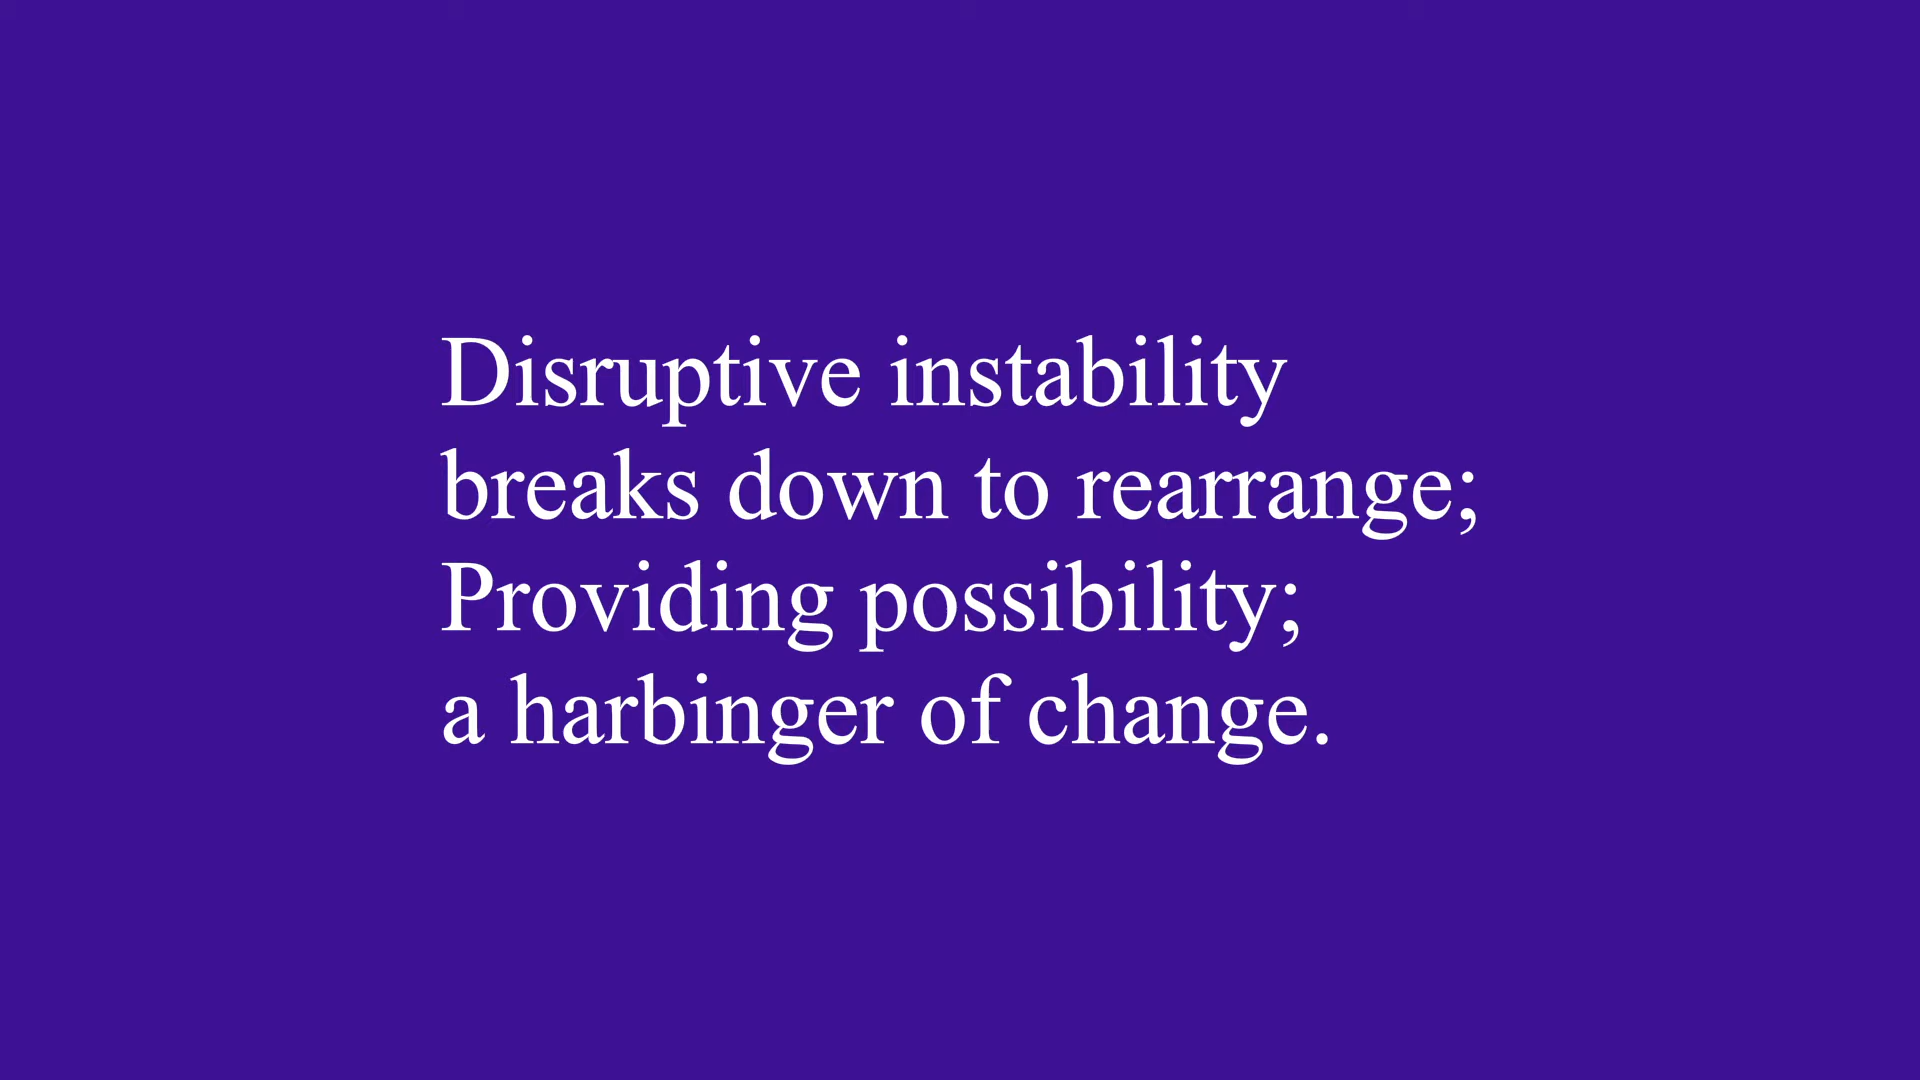 Disruptive instability
breaks down to rearrange;
Providing possibility;
a harbinger of change.